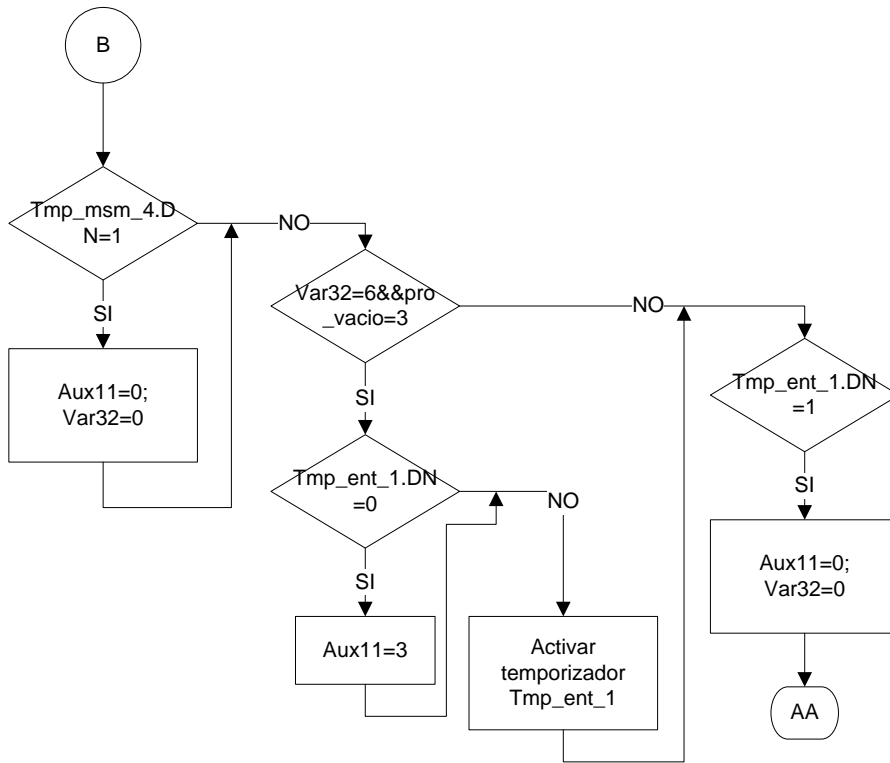 B
Tmp_msm_4.D
N=1
NO
SI
Aux11=0;
Var32=0
Var32=6&&pro
_vacio=3
NO
SI
Tmp_ent_1.DN
=0
NO
SI
Aux11=3
Activar
temporizador
Tmp_ent_1
Tmp_ent_1.DN
=1
SI
Aux11=0;
Var32=0
AA